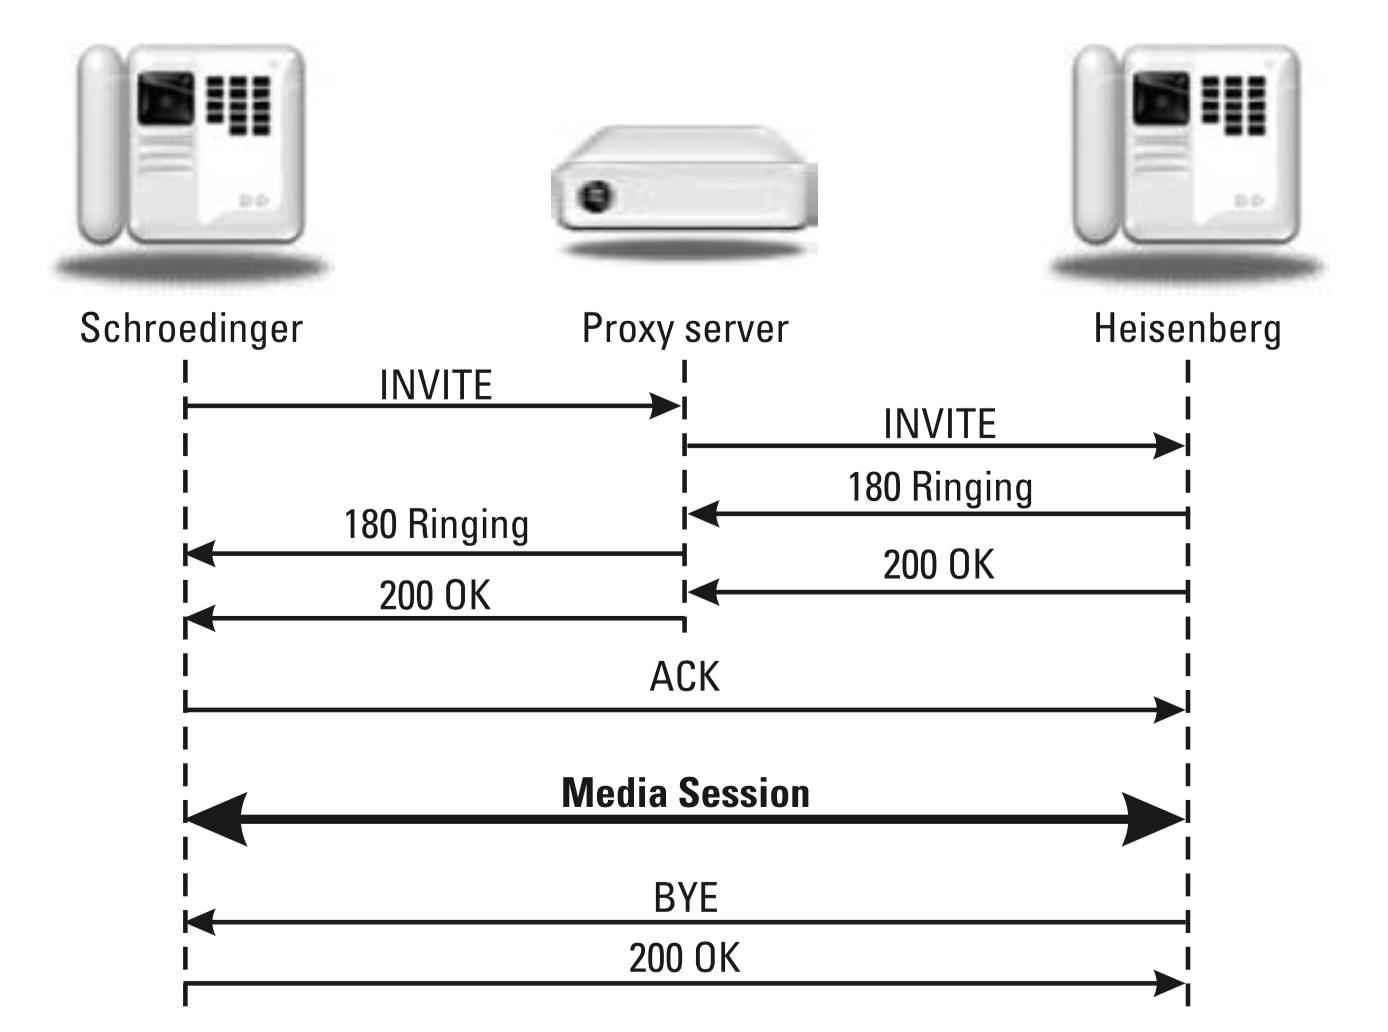 Schroedinger
Proxy server
Heisenberg
INVITE
INVITE
180 Ringing
180 Ringing
200 OK
200 OK
ACK
Media Session
BYE
200 OK